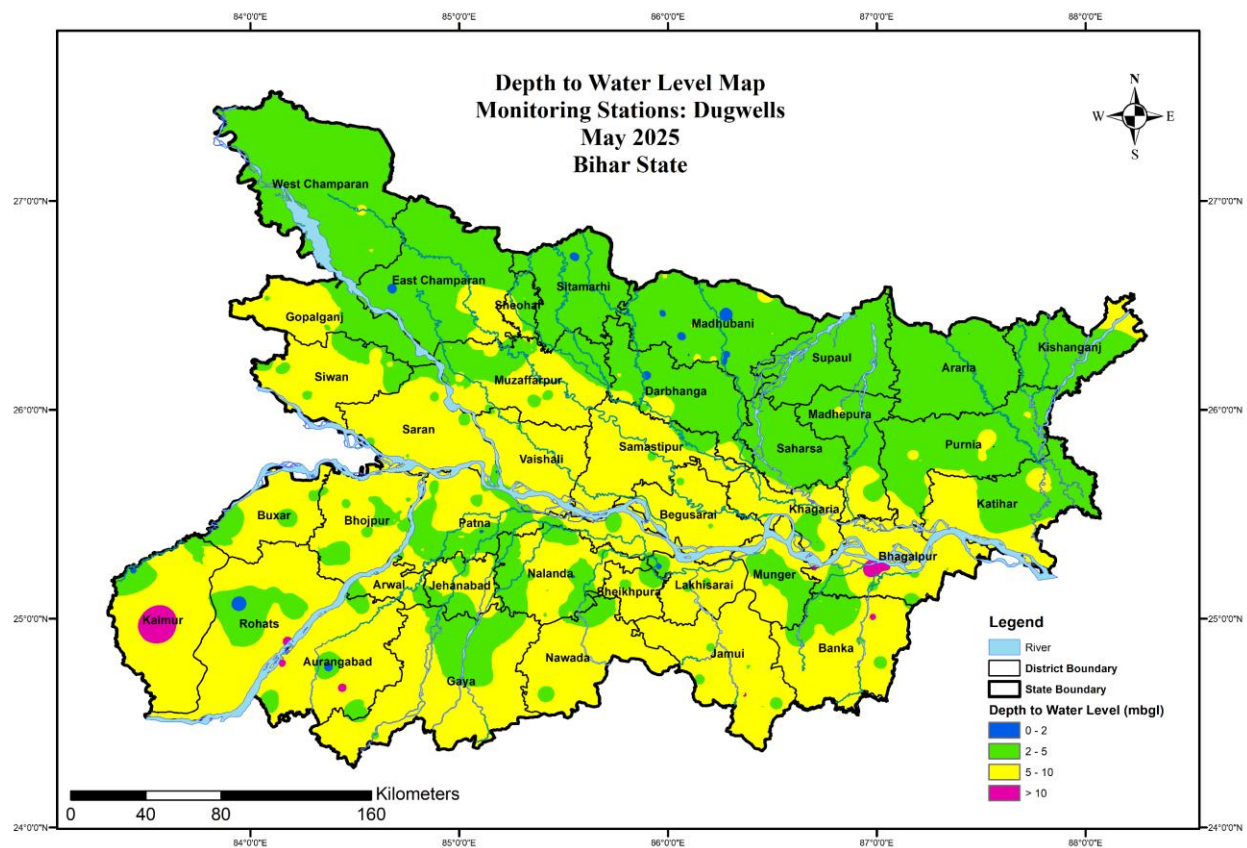 84°0'0"E 85°0'0"E 86°0'0"E 87°0'0"E 88°0'0"E
Depth to Water Level Map
Monitoring Stations: Dugwells
May 2025
Bihar State
N
W E
S
27°0'0"N 27°0'0"N
West Champaran
East Champaran
Sheohar
Sitamarhi
Gopalganj
Madhubani
Kishanganj
Supaul
Araria
Siwan
Muzaffarpur
Darbhanga
26°0'0"N 26°0'0"N
Madhepura
Saran
Vaishali
Samastipur
Saharsa
Purnia
Katihar
Buxar
Bhojpur
Patna
Begusarai
Khagaria
Bhagalpur
Arwal
Jehanabad
Nalanda
Sheikhpura
Lakhisarai
Munger
25°0'0"N 25°0'0"N
Kaimur
Rohats
Aurangabad
Gaya
Nawada
Jamui
Banka
Legend
River
District Boundary
State Boundary
Depth to Water Level (mbgl)
0 - 2
2 - 5
5 - 10
> 10
Kilometers
0 40 80 160
24°0'0"N 24°0'0"N
84°0'0"E 85°0'0"E 86°0'0"E 87°0'0"E 88°0'0"E